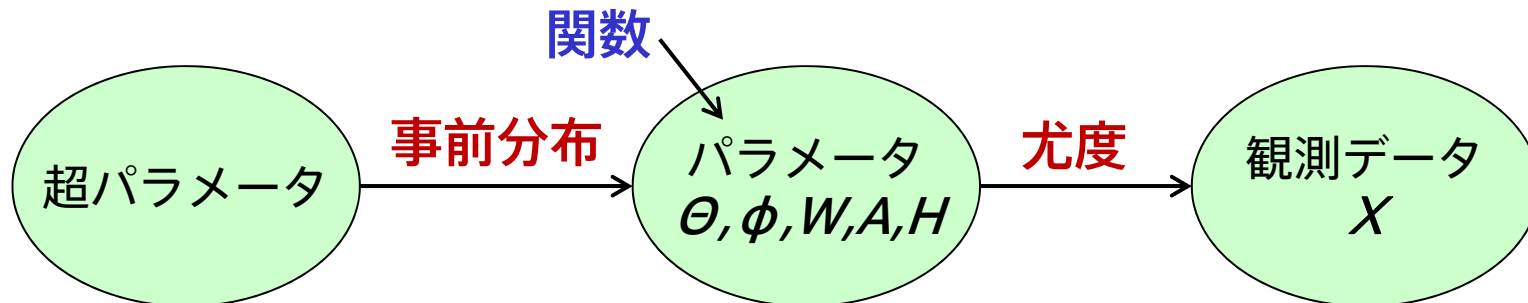 関数
超パラメータ
事前分布
パラメータ
Θ,φ,W,A,H
尤度
観測データ
X